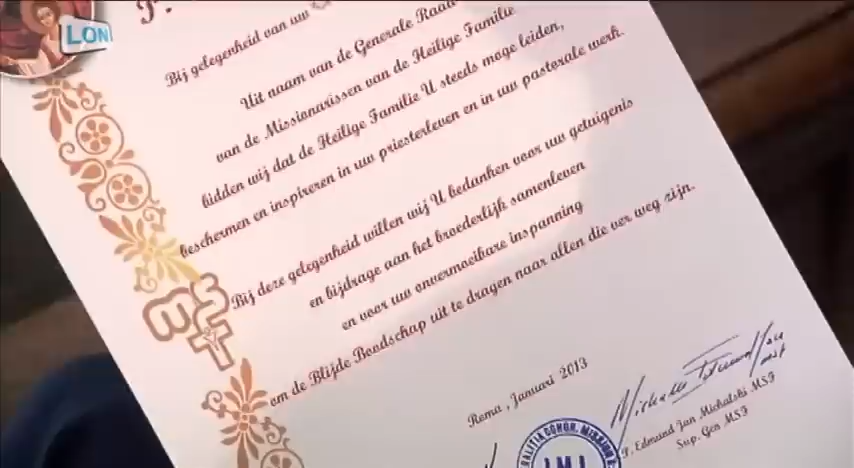 LON
Bij gelegenheid van uw
Uit naam van de Generale Raad
van de Missionarissen van de Heilige Familie
bidden wij dat de Heilige Familie U steeds moge leiden,
beschermen en inspireren in uw priesterleven en in uw pastorale werk.
Bij deze gelegenheid willen wij U bedanken voor uw getuigenis
en bijdrage aan het broederlijk samenleven
en voor uw onvermoeibare inspanning
om de Blijde Boodschap uit te dragen naar allen die ver weg zijn.
msf
Roma, Januari 2013
P. Edmund Jan Michalski MSF
Sup. Gen MSF